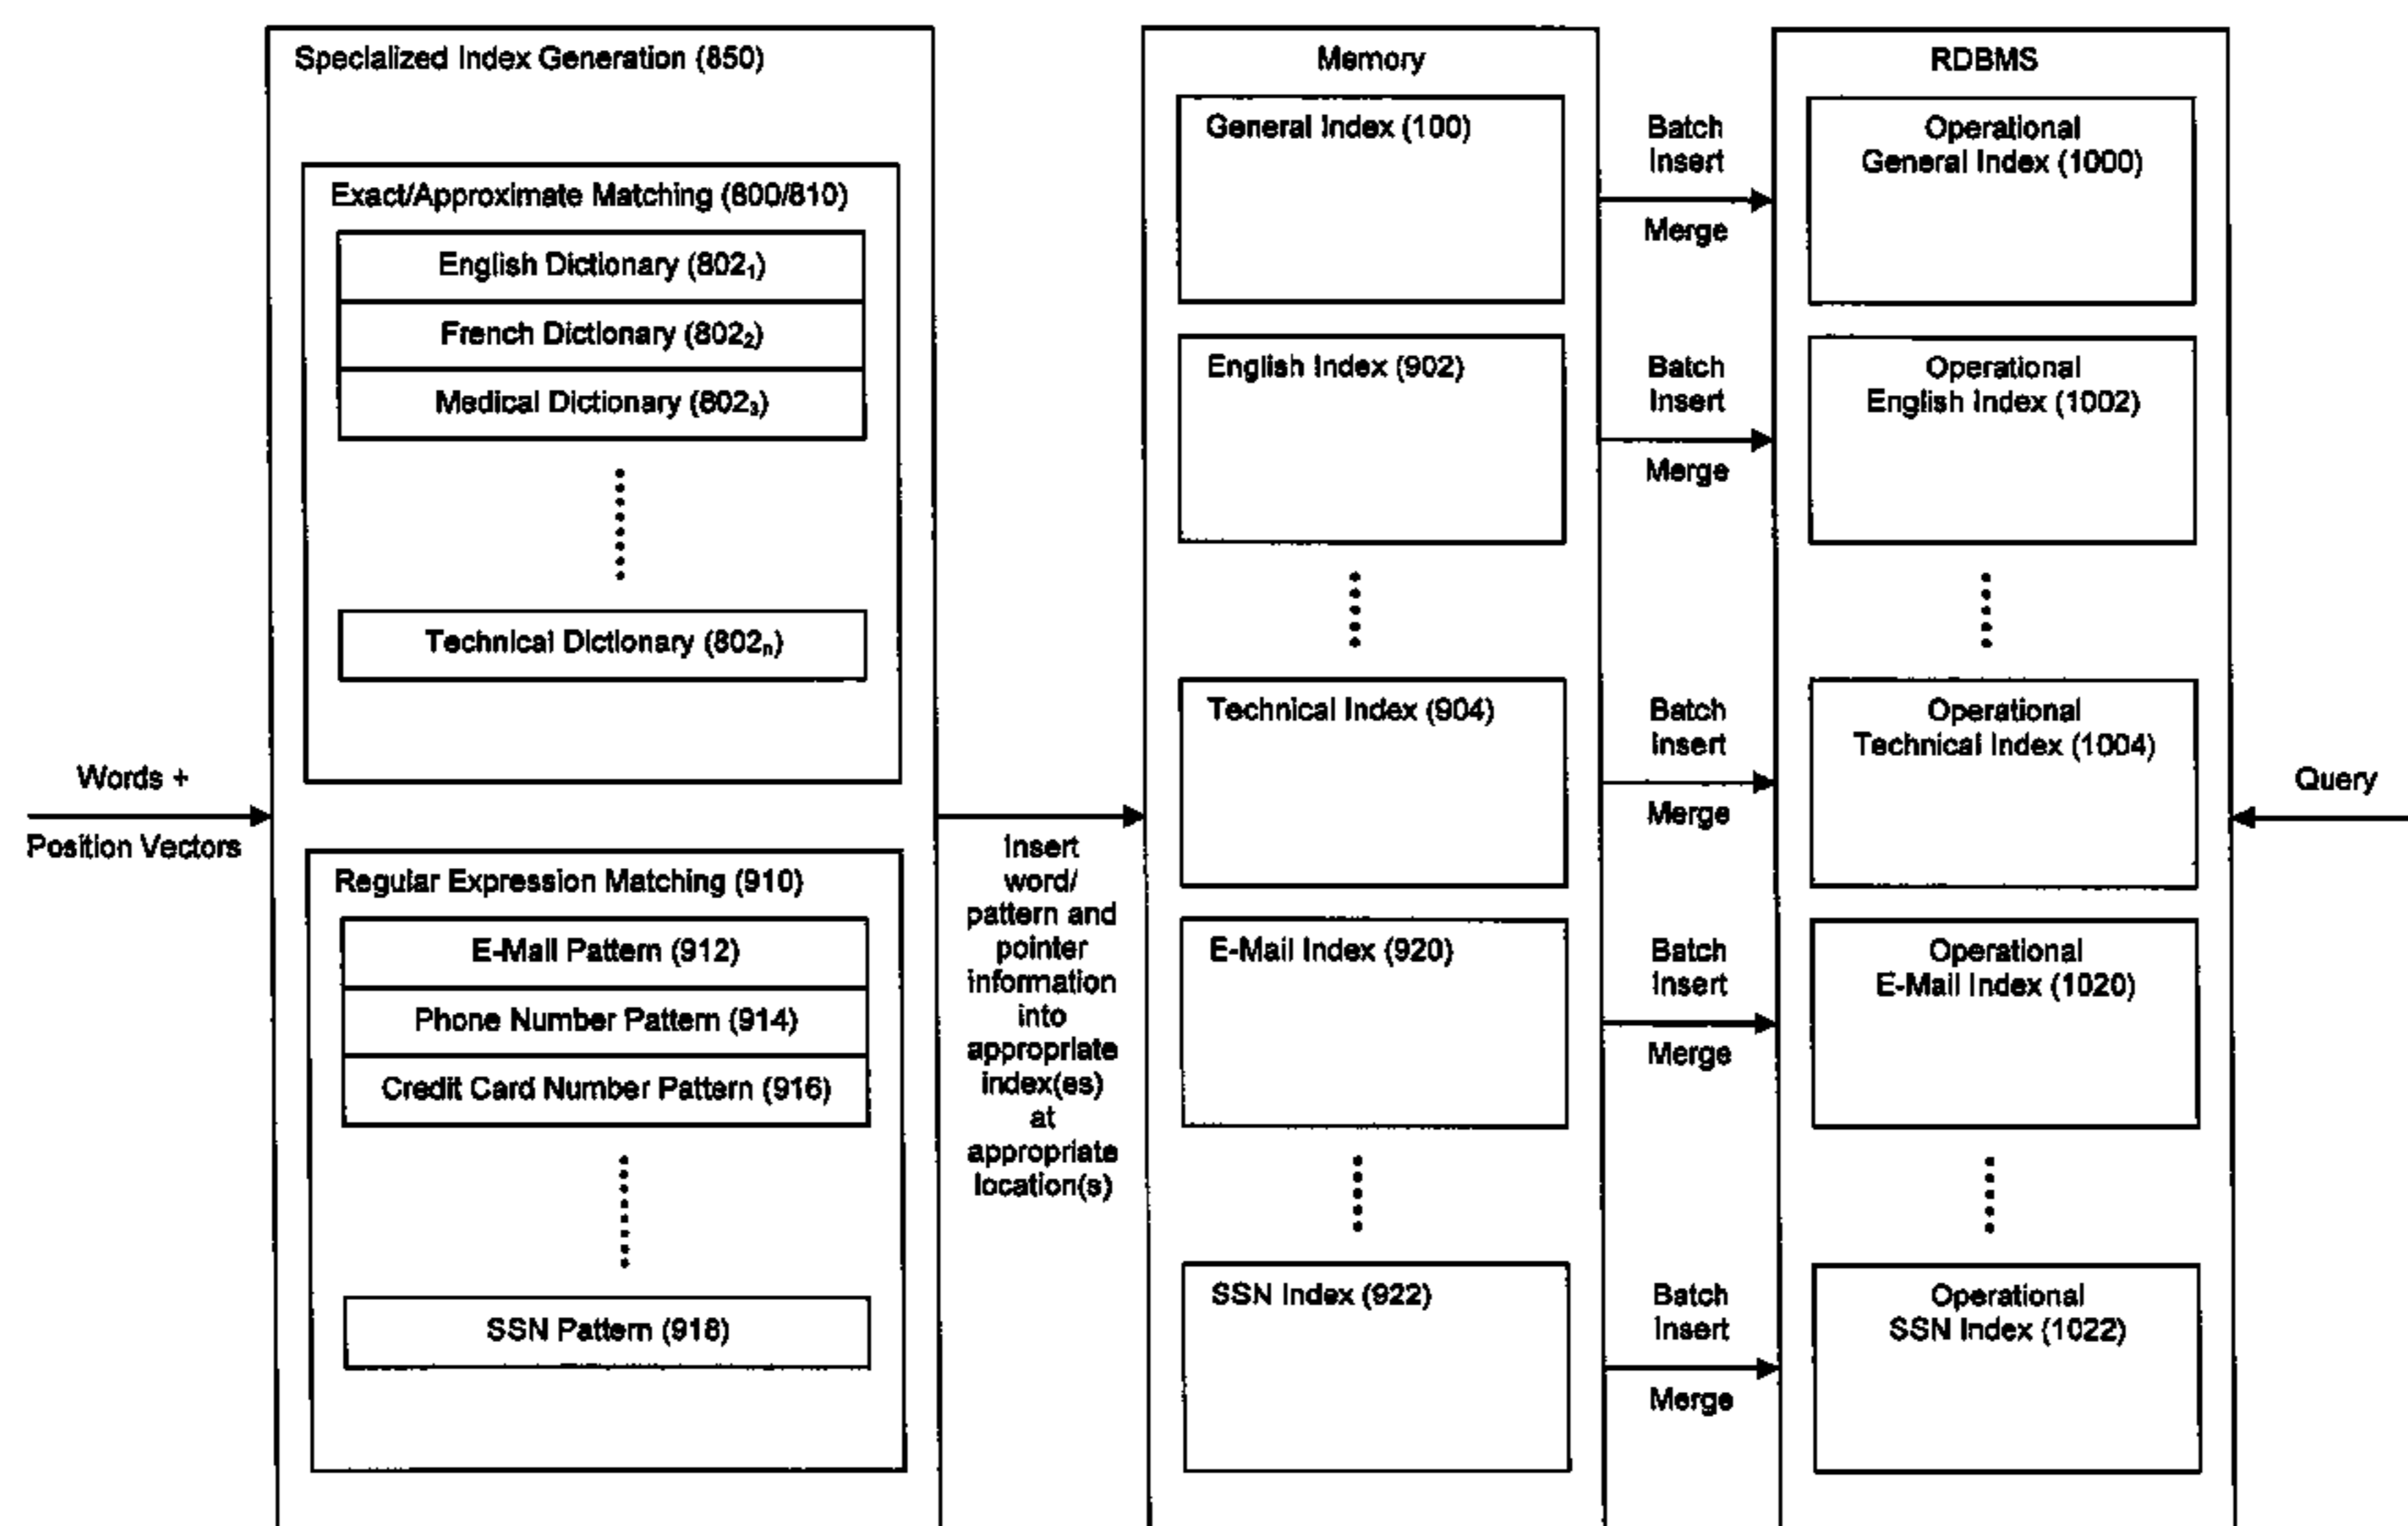 Specialized Index Generation (850)
Exact/Approximate Matching (800/810)
English Dictionary (802₁)
French Dictionary (802₂)
Medical Dictionary (802₃)
Technical Dictionary (802ₙ)
Words +
Position Vectors
Regular Expression Matching (910)
E-Mail Pattern (912)
Phone Number Pattern (914)
Credit Card Number Pattern (916)
SSN Pattern (918)
Insert
word/
pattern and
pointer
information
into
appropriate
index(es)
at
appropriate
location(s)
Memory
General Index (100)
English Index (902)
Technical Index (904)
E-Mail Index (920)
SSN Index (922)
Batch
Insert
Merge
Batch
Insert
Merge
Batch
Insert
Merge
Batch
Insert
Merge
Batch
Insert
Merge
RDBMS
Operational
General Index (1000)
Operational
English Index (1002)
Operational
Technical Index (1004)
Operational
E-Mail Index (1020)
Operational
SSN Index (1022)
Query